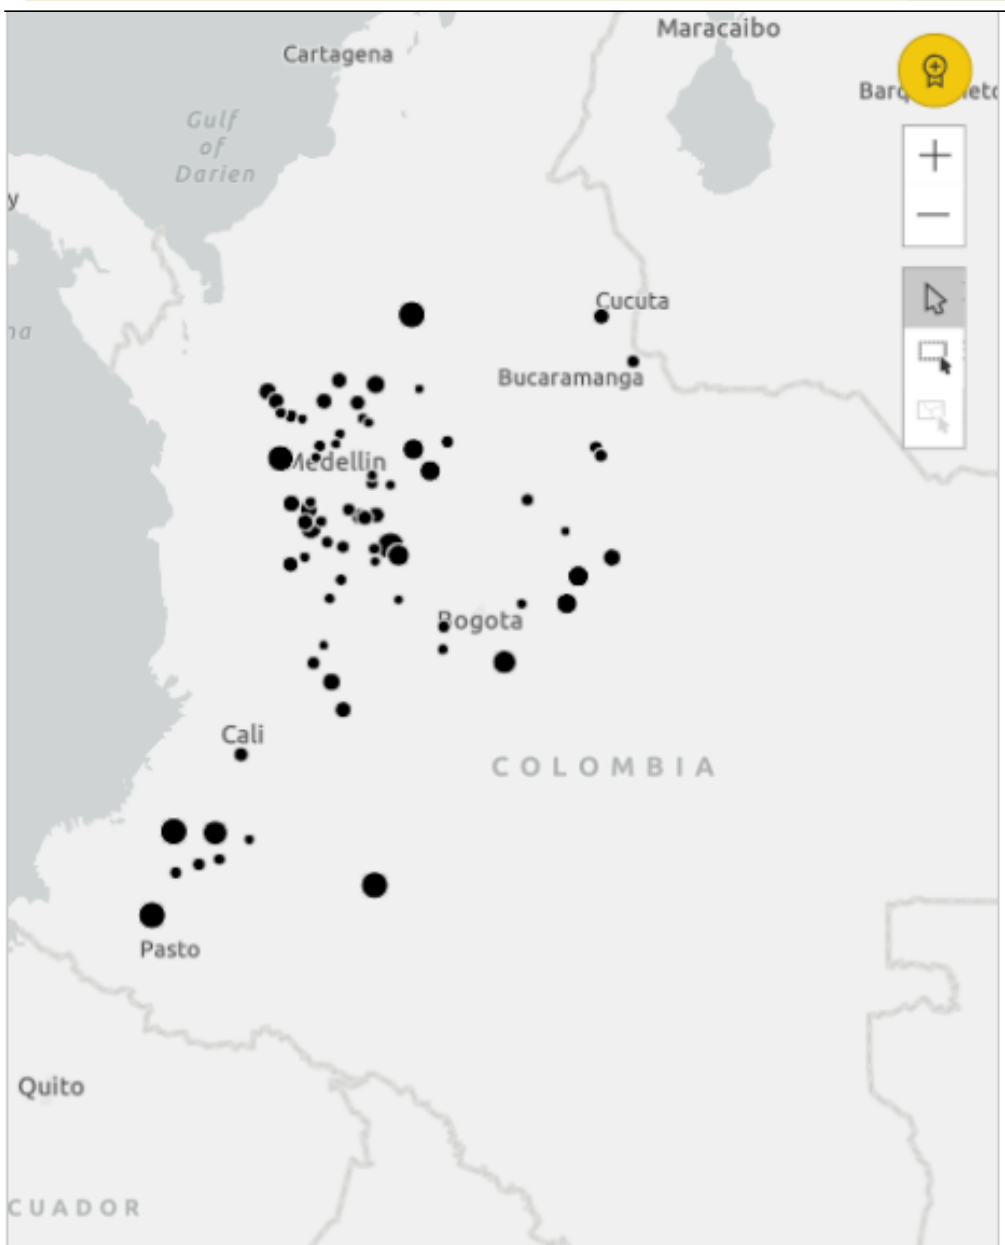 Maracaibo
Cartagena
Gulf
of
Darien
Cucuta
Bucaramanga
Medellin
Bogota
Cali
COLOMBIA
Pasto
Quito
CUADOR